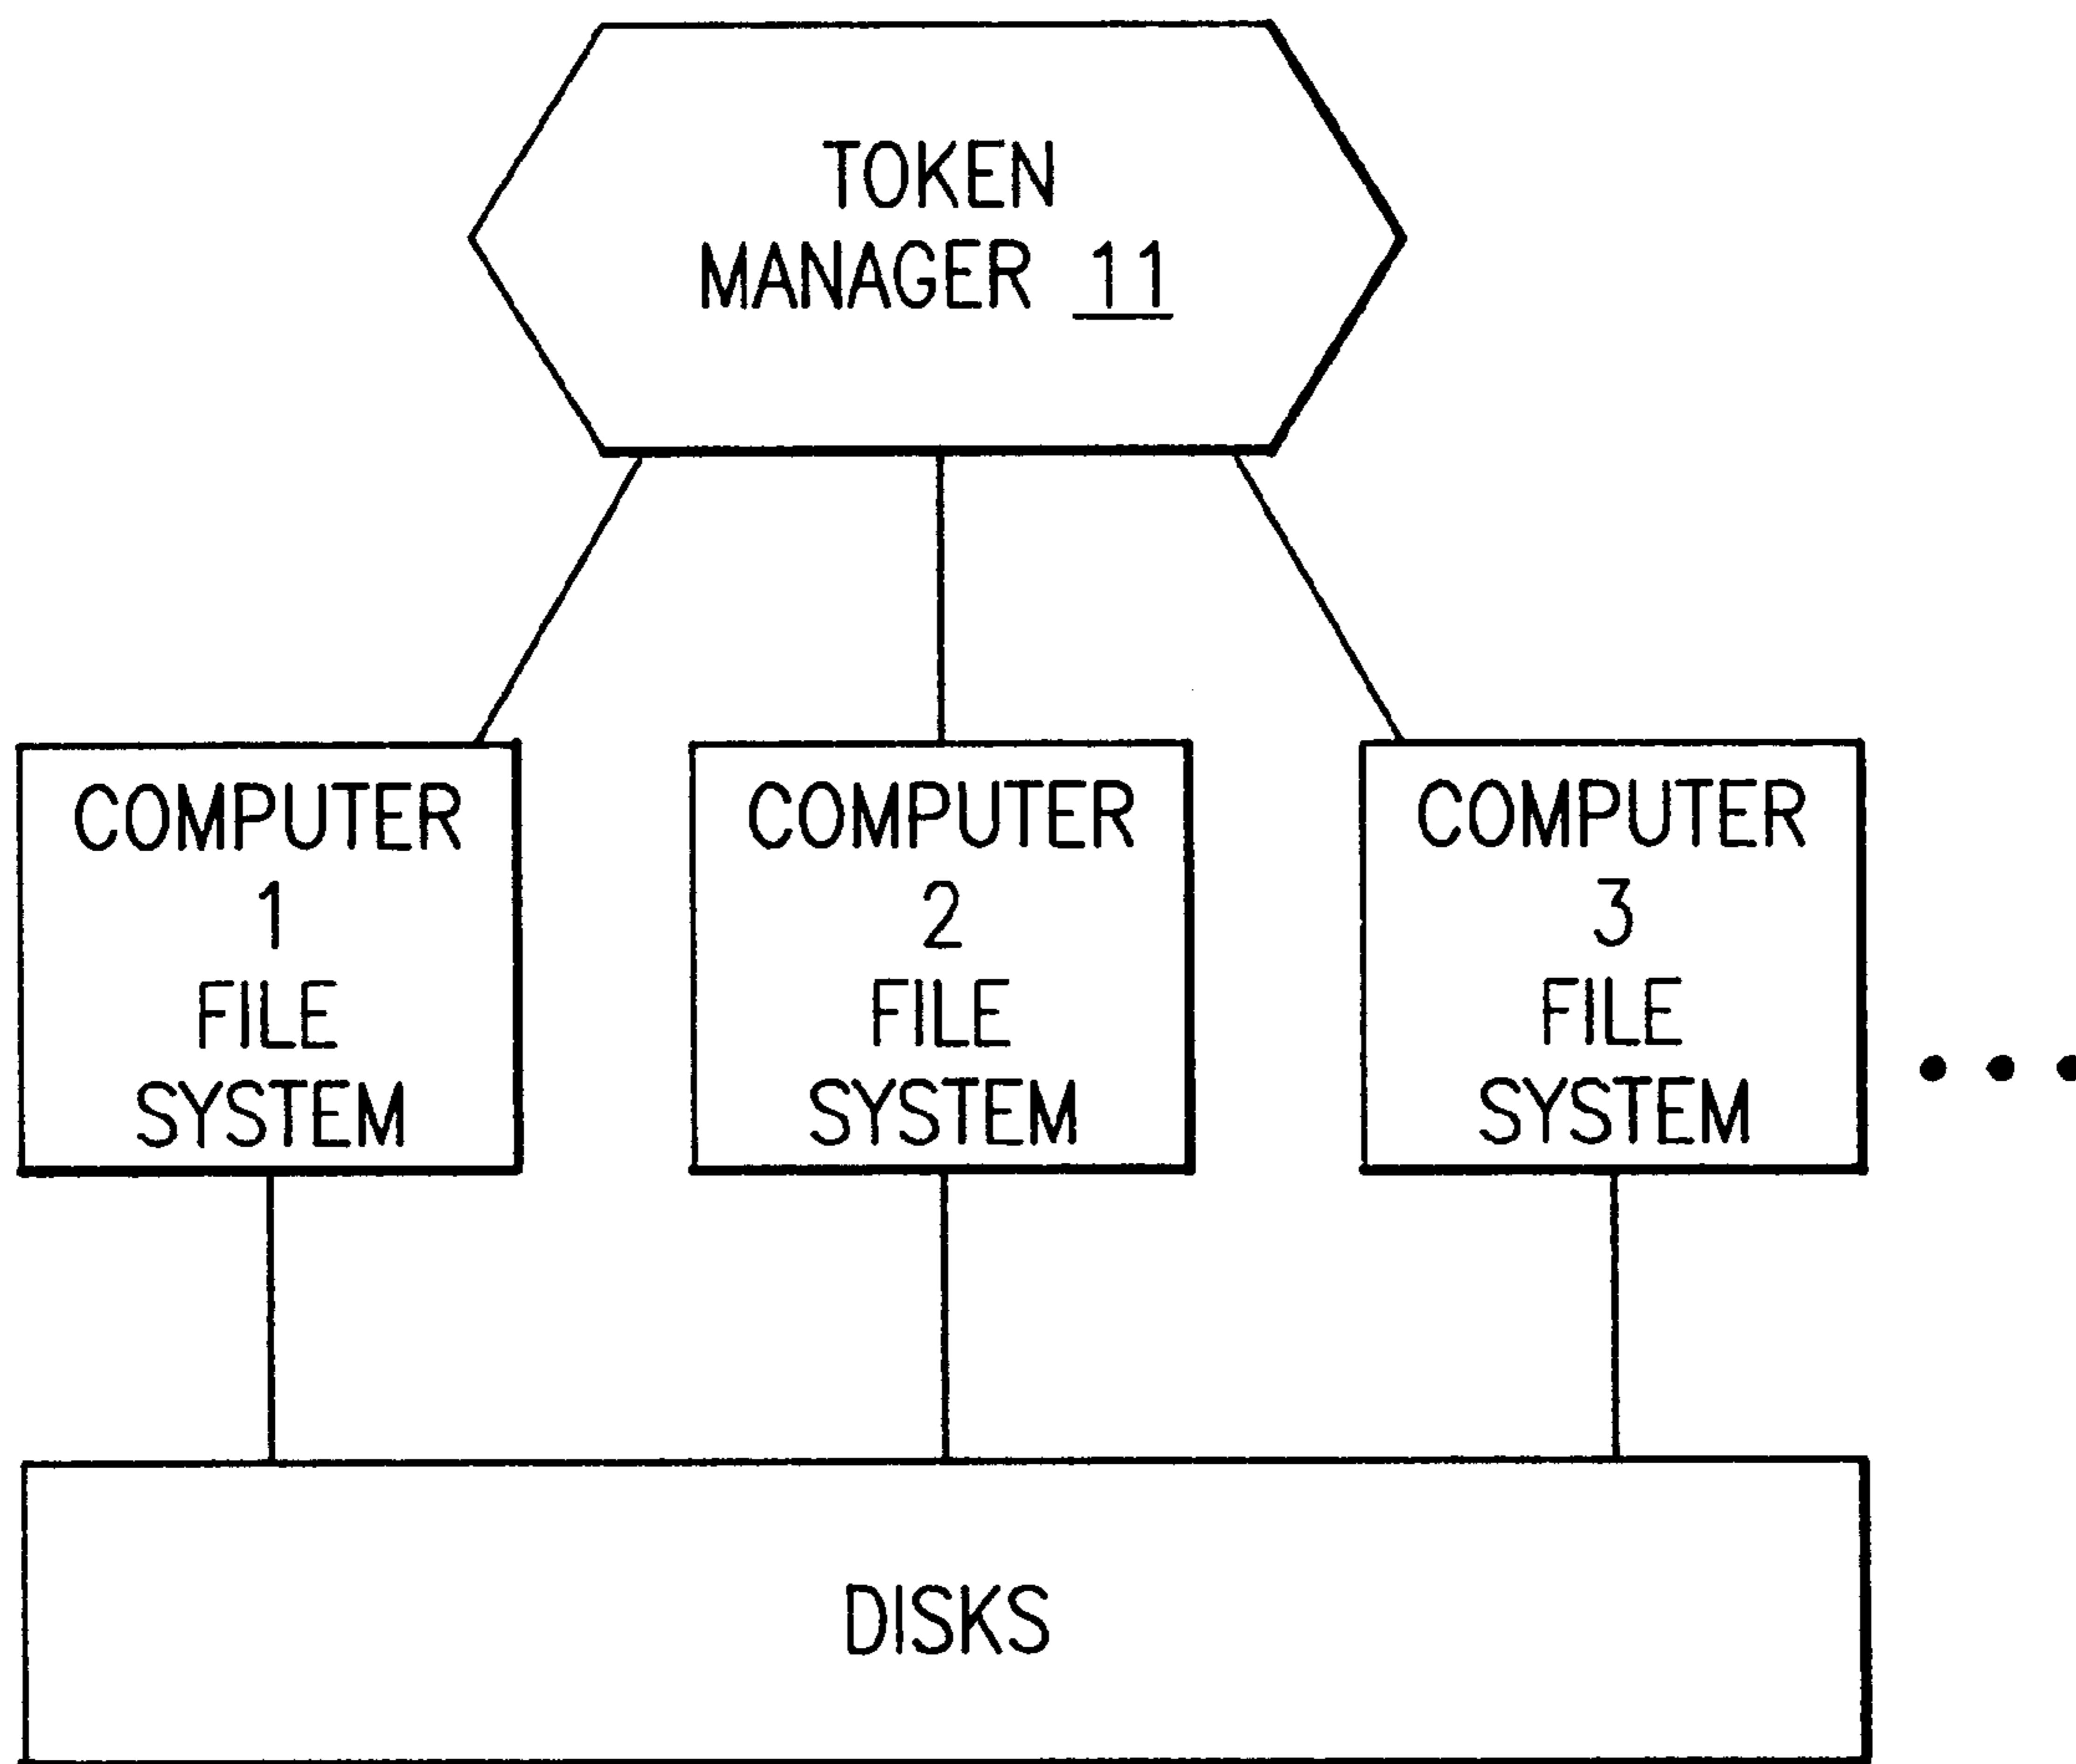 TOKEN
MANAGER 11
COMPUTER
1
FILE
SYSTEM
COMPUTER
2
FILE
SYSTEM
COMPUTER
3
FILE
SYSTEM
DISKS